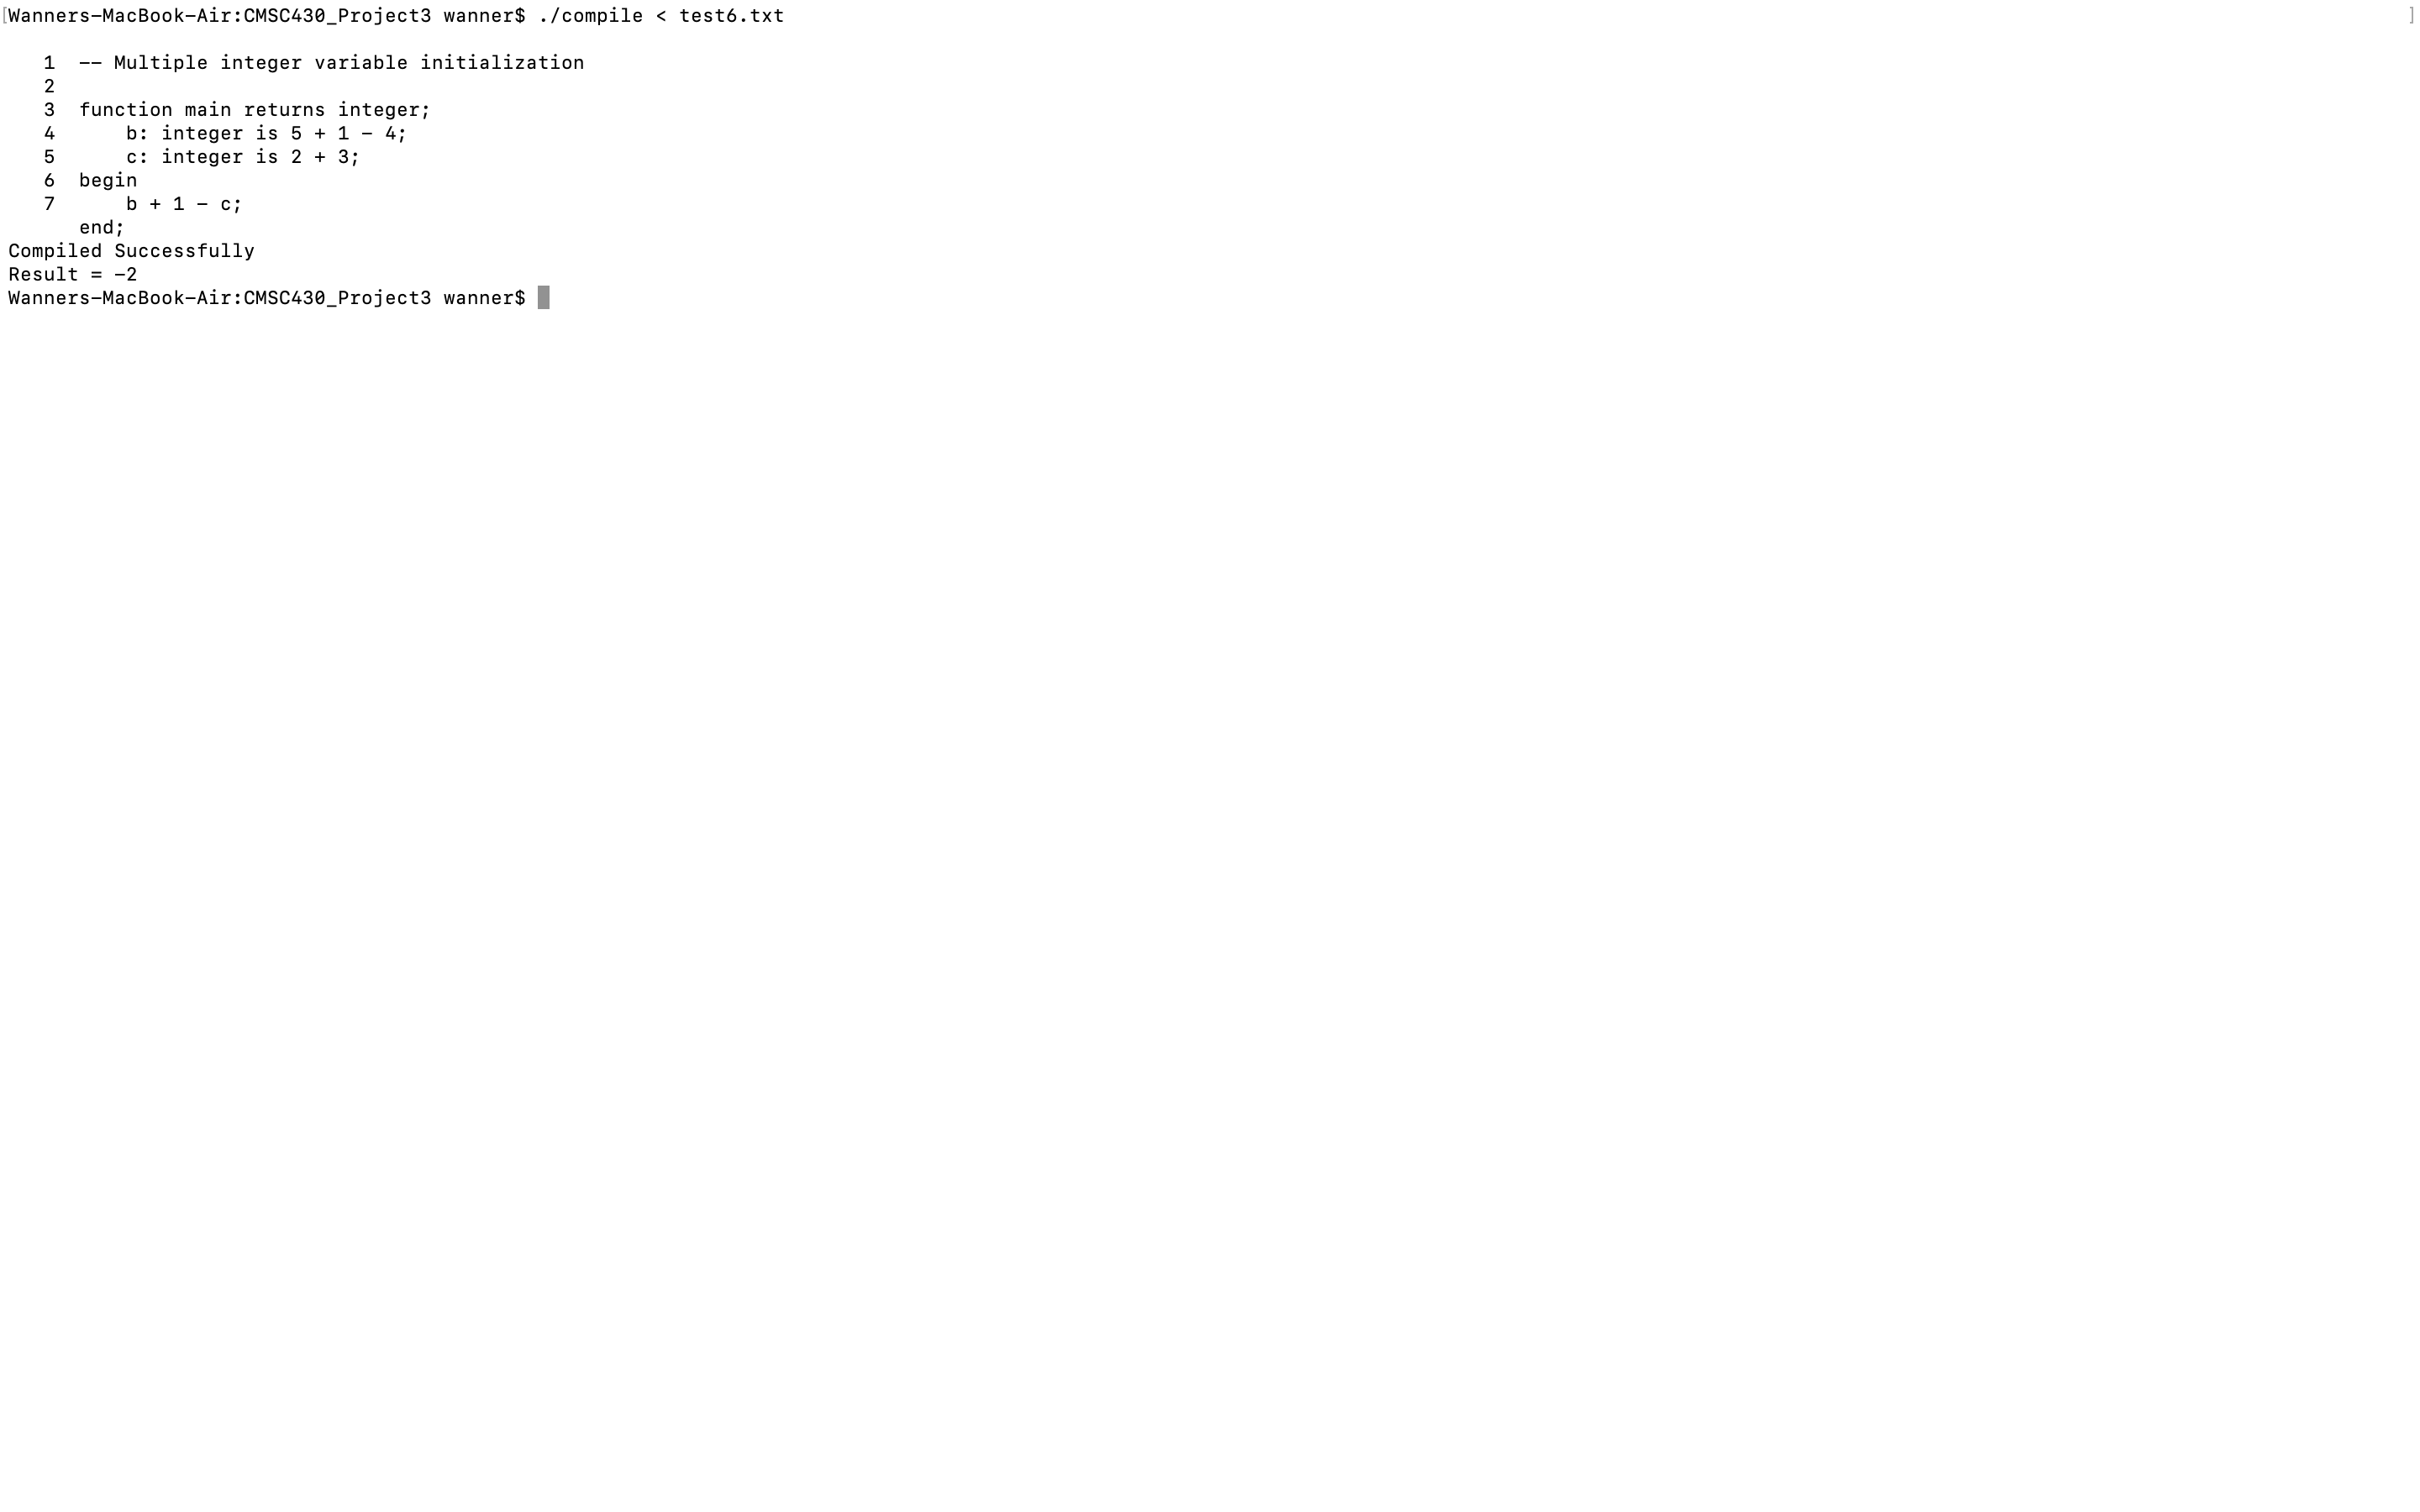 [Wanners-MacBook-Air:CMSC430_Project3 wanner$ ./compile < test6.txt ]
1 -- Multiple integer variable initialization
2
3 function main returns integer;
4 b: integer is 5 + 1 - 4;
5 c: integer is 2 + 3;
6 begin
7 b + 1 - c;
end;
Compiled Successfully
Result = -2
Wanners-MacBook-Air:CMSC430_Project3 wanner$